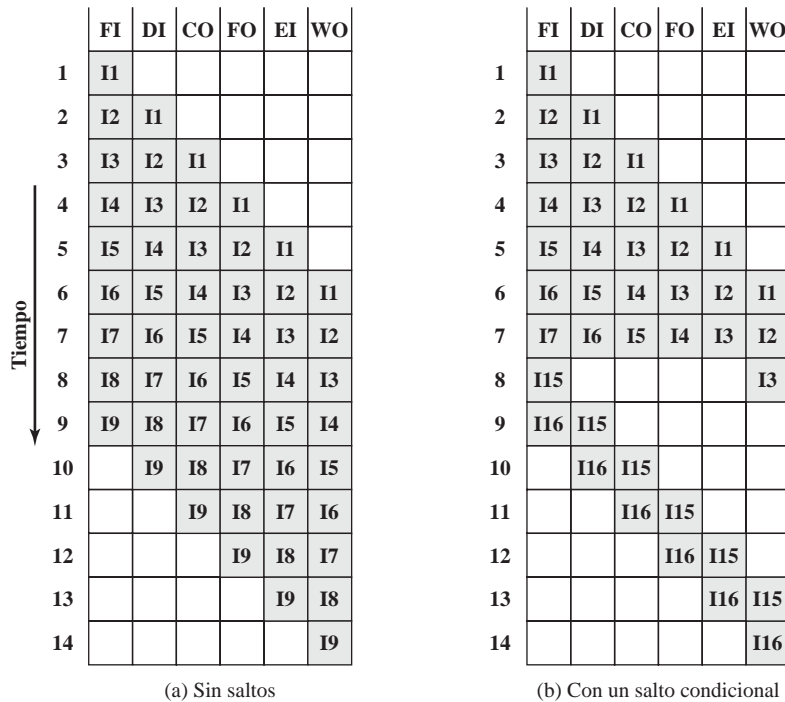 FI DI CO FO EI WO
1 I1
2 I2 I1
3 I3 I2 I1
4 I4 I3 I2 I1
5 I5 I4 I3 I2 I1
6 I6 I5 I4 I3 I2 I1
7 I7 I6 I5 I4 I3 I2
8 I8 I7 I6 I5 I4 I3
9 I9 I8 I7 I6 I5 I4
10 I9 I8 I7 I6 I5
11 I9 I8 I7 I6
12 I9 I8 I7
13 I9 I8
14 I9
Tiempo
(a) Sin saltos
FI DI CO FO EI WO
1 I1
2 I2 I1
3 I3 I2 I1
4 I4 I3 I2 I1
5 I5 I4 I3 I2 I1
6 I6 I5 I4 I3 I2 I1
7 I7 I6 I5 I4 I3 I2
8 I15 I3
9 I16 I15
10 I16 I15
11 I16 I15
12 I16 I15
13 I16 I15
14 I16
(b) Con un salto condicional